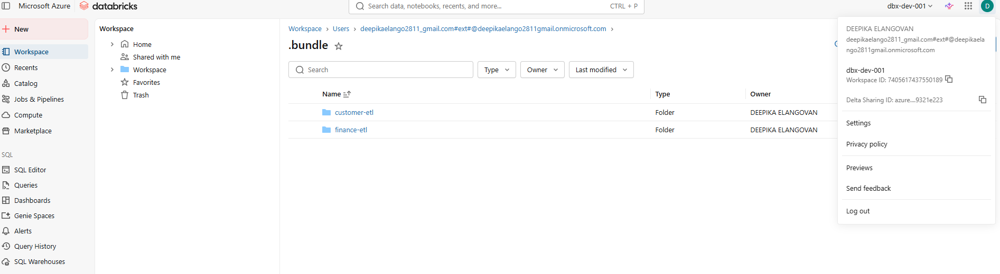 Microsoft Azure
databricks
Search data, notebooks, recents, and more...
CTRL + P
dbx-dev-001
D
New
Workspace
Recents
Catalog
Jobs & Pipelines
Compute
Marketplace
SQL
SQL Editor
Queries
Dashboards
Genie Spaces
Alerts
Query History
SQL Warehouses
Workspace
Home
Shared with me
Workspace
Favorites
Trash
Workspace > Users > deepikaelango2811_gmail.com#ext#@deepikaelango2811gmail.onmicrosoft.com >
.bundle
Search
Type
Owner
Last modified
Name Type Owner
customer-etl Folder DEEPIKA ELANGOVAN
finance-etl Folder DEEPIKA ELANGOVAN
DEEPIKA ELANGOVAN
deepikaelango2811_gmail.com#ext#@deepikaela
ngo2811gmail.onmicrosoft.com
dbx-dev-001
Workspace ID: 7405617437550189
Delta Sharing ID: azure....9321e223
Settings
Privacy policy
Previews
Send feedback
Log out